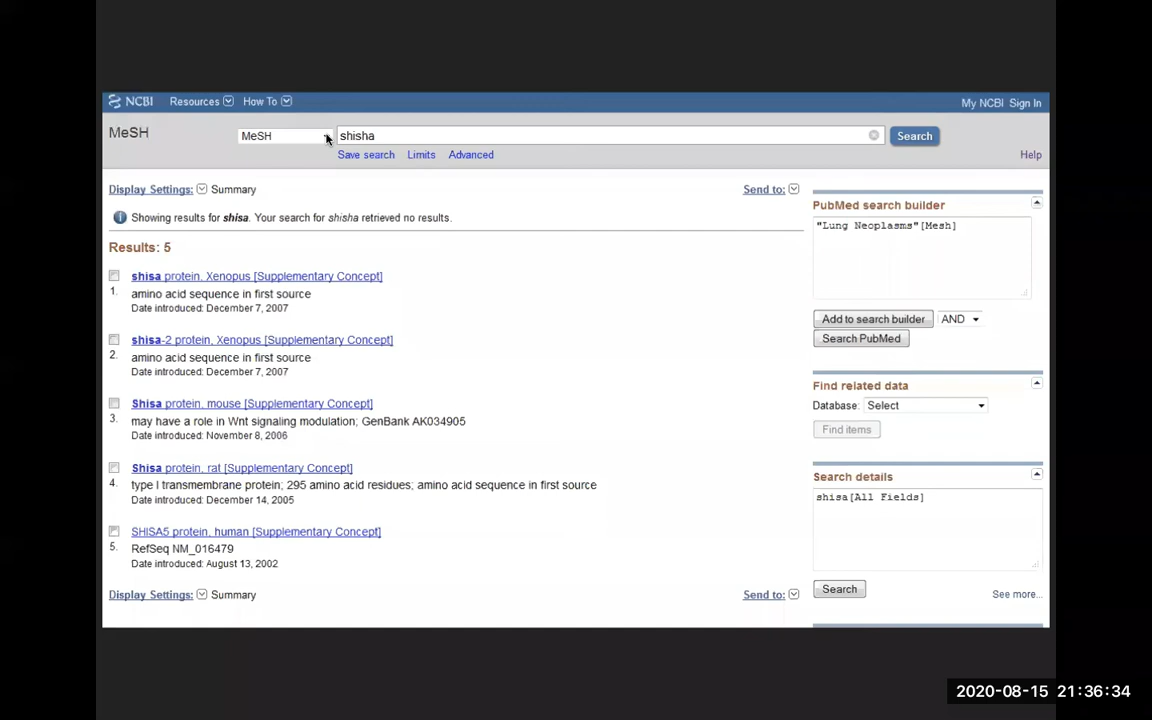 NCBI Resources How To My NCBI Sign In
MeSH
MeSH shisha Search
Save search Limits Advanced Help
Display Settings: Summary Send to:
Showing results for shisa. Your search for shisha retrieved no results.
Results: 5
shisa protein, Xenopus [Supplementary Concept]
1. amino acid sequence in first source
Date introduced: December 7, 2007
shisa-2 protein, Xenopus [Supplementary Concept]
2. amino acid sequence in first source
Date introduced: December 7, 2007
Shisa protein, mouse [Supplementary Concept]
3. may have a role in Wnt signaling modulation; GenBank AK034905
Date introduced: November 8, 2006
Shisa protein, rat [Supplementary Concept]
4. type I transmembrane protein; 295 amino acid residues; amino acid sequence in first source
Date introduced: December 14, 2005
SHISA5 protein, human [Supplementary Concept]
5. RefSeq NM_016479
Date introduced: August 13, 2002
Display Settings: Summary Send to:
PubMed search builder
"Lung Neoplasms"[Mesh]
Add to search builder AND
Search PubMed
Find related data
Database: Select
Find items
Search details
shisa[All Fields]
Search See more...
2020-08-15 21:36:34